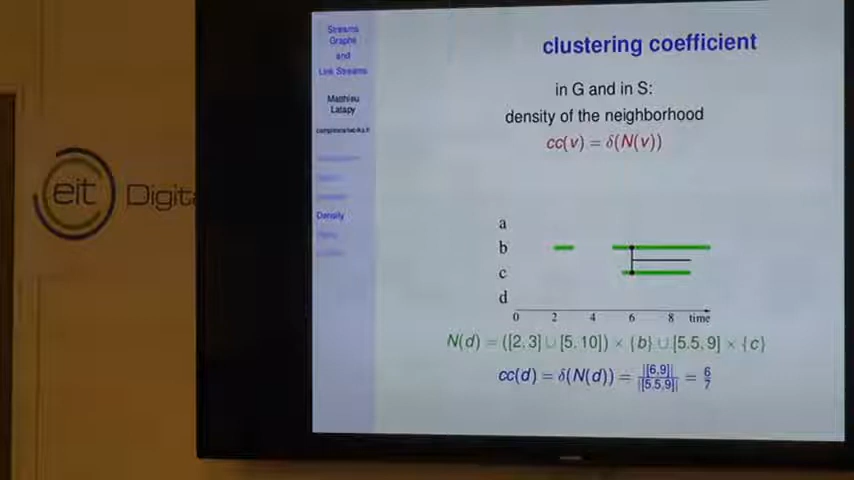 Streams
Graphs
and
Link Streams
Matthieu
Latapy
Density
eit Digita
clustering coefficient
in G and in S:
density of the neighborhood
cc(v) = δ(N(v))
a
b
c
d
0 2 4 6 8 time
N(d) = ([2, 3] ∪ [5, 10]) × {b} ∪ [5.5, 9] × {c}
cc(d) = δ(N(d)) = |[6,9]| / |[5.5,9]| = 6/7